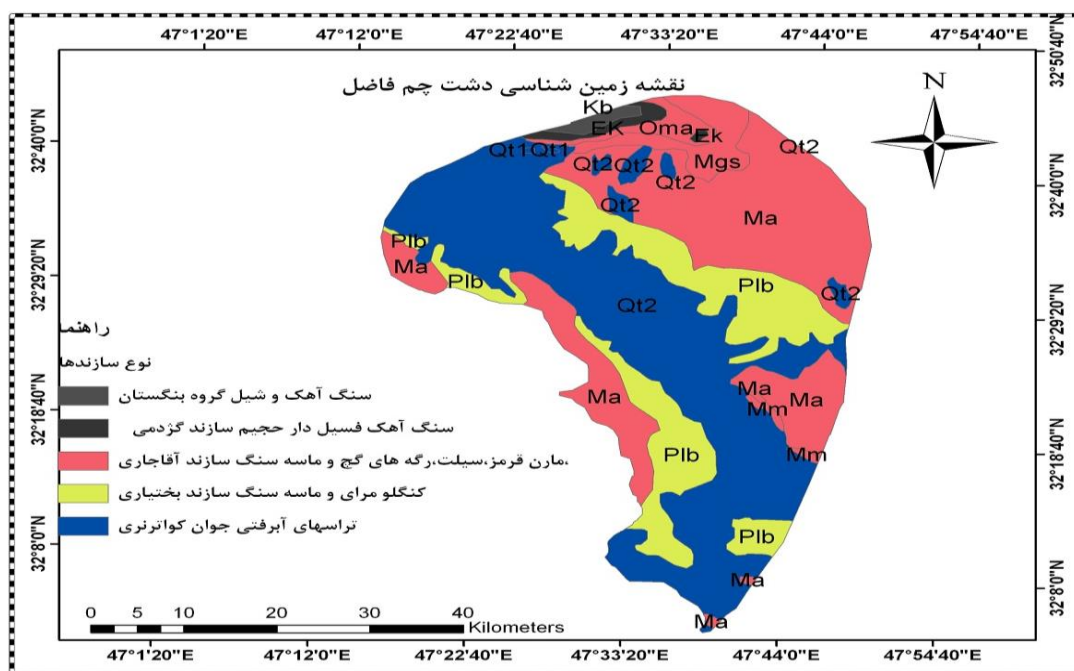 47°1'20"E 47°12'0"E 47°22'40"E 47°33'20"E 47°44'0"E 47°54'40"E
32°50'40"N
نقشه زمین شناسی دشت چم فاضل
N
Kb
EK Oma Ek
32°40'0"N
Qt1 Qt1 Qt2
Qt2 Qt2 Mgs
Qt2
32°40'0"N
Qt2
Ma
Plb
Ma
32°29'20"N
Plb Plb
Qt2 Qt2
32°29'20"N
راهنما
نوع سازندها
سنگ آهک و شیل گروه بنگستان
سنگ آهک فسیل دار حجیم سازند گژدمی
مارن قرمز،سیلت،رگه های گچ و ماسه سنگ سازند آقاجاری،
کنگلو مرای و ماسه سنگ سازند بختیاری
تراسهای آبرفتی جوان کواترنری
Ma Ma Ma
Mm
32°18'40"N
Plb Mm
32°18'40"N
Plb
32°8'0"N
Ma
32°8'0"N
Ma
0 5 10 20 30 40
Kilometers
47°1'20"E 47°12'0"E 47°22'40"E 47°33'20"E 47°44'0"E 47°54'40"E